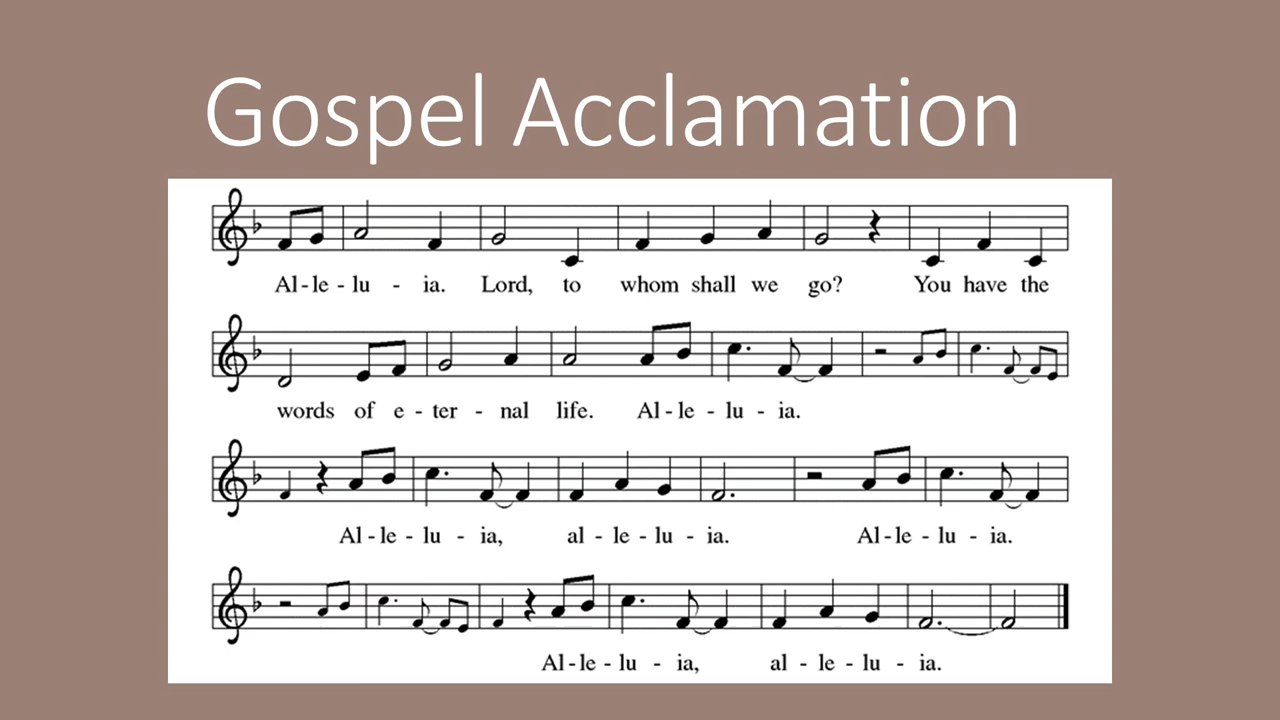 Gospel Acclamation
Al - le - lu - ia. Lord, to whom shall we go? You have the
words of e - ter - nal life. Al - le - lu - ia.
Al - le - lu - ia, al - le - lu - ia. Al - le - lu - ia.
Al - le - lu - ia, al - le - lu - ia.